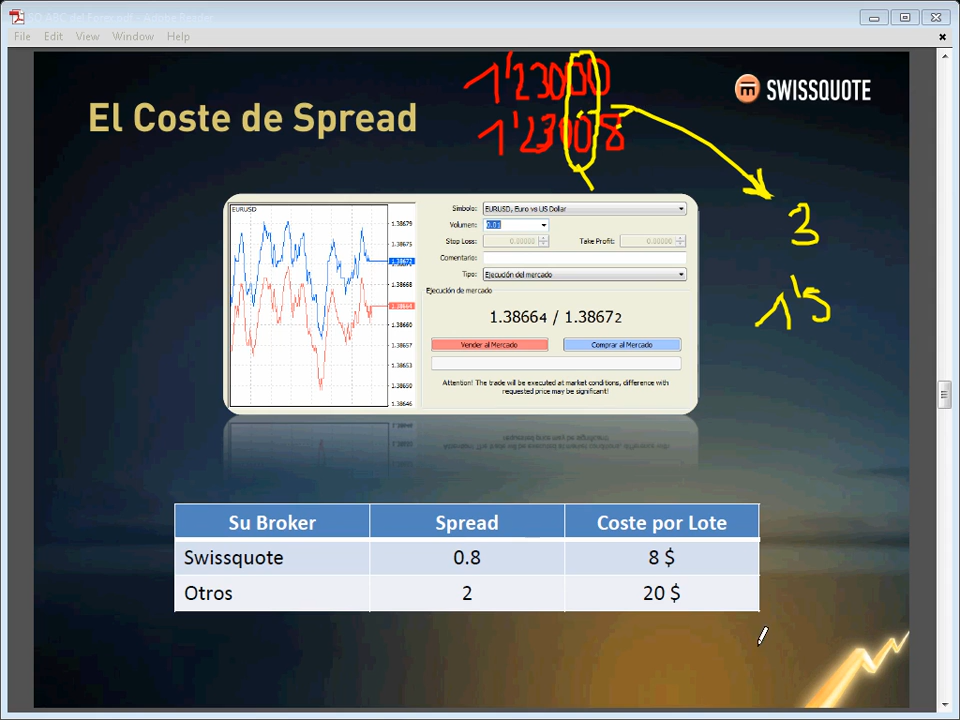 File Edit View Window Help
El Coste de Spread
1'23000
1'23008
SWISSQUOTE
3
1'5
EURUSD
1.38679
1.38675
1.38672
1.38668
1.38664
1.38657
1.38653
1.38650
1.38646
Símbolo: EURUSD, Euro vs US Dollar
Volumen: 0.01
Stop Loss: 0.00000 Take Profit: 0.00000
Comentario:
Tipo: Ejecución del mercado
Ejecución de mercado
1.38664 / 1.38672
Vender al Mercado Comprar al Mercado
Attention! The trade will be executed at market conditions, difference with
requested price may be significant!
Su Broker Spread Coste por Lote
Swissquote 0.8 8 $
Otros 2 20 $